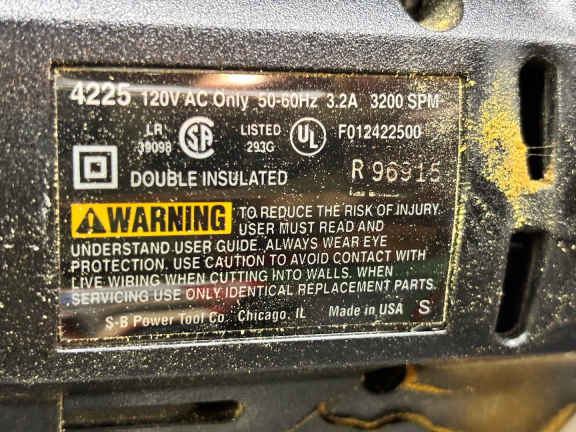 4225 120V AC Only 50-60Hz 3.2A 3200 SPM
LR 39098 SA LISTED 293G UL F012422500
DOUBLE INSULATED R 96915
WARNING TO REDUCE THE RISK OF INJURY.
USER MUST READ AND
UNDERSTAND USER GUIDE. ALWAYS WEAR EYE
PROTECTION. USE CAUTION TO AVOID CONTACT WITH
LIVE WIRING WHEN CUTTING INTO WALLS. WHEN
SERVICING USE ONLY IDENTICAL REPLACEMENT PARTS.
S-B Power Tool Co. Chicago, IL Made in USA S